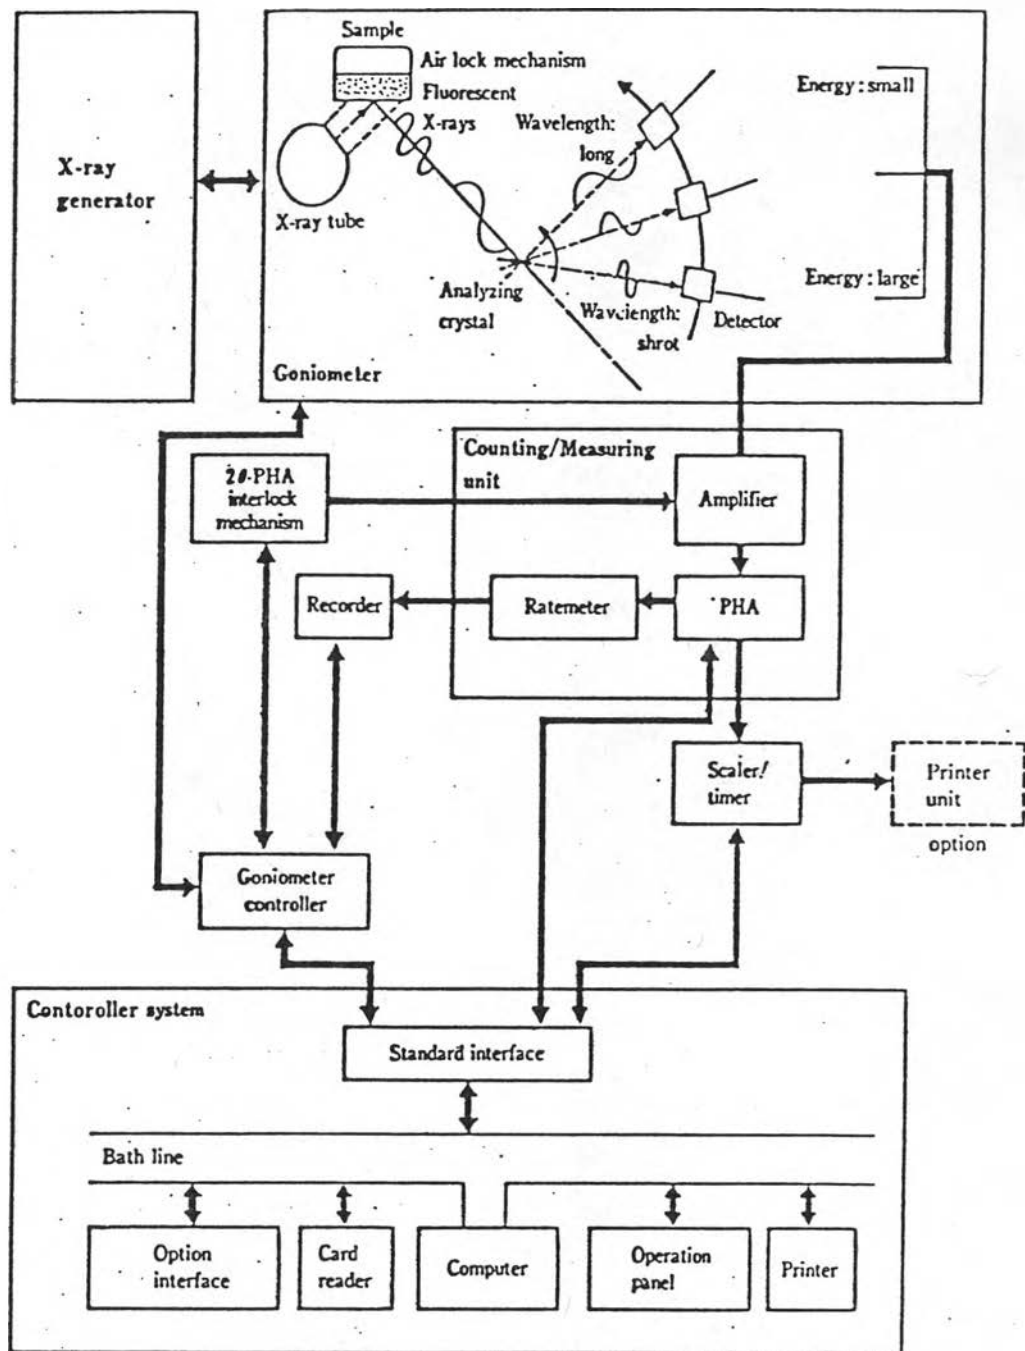 X-ray
generator
Sample
Air lock mechanism
Fluorescent
X-rays
X-ray tube
Wavelength:
long
Analyzing
crystal
Wavelength:
shrot
Detector
Energy: small
Energy: large
Goniometer
2θ-PHA
interlock
mechanism
Counting/Measuring
unit
Amplifier
Recorder
Ratemeter
PHA
Scaler/
timer
Printer
unit
option
Goniometer
controller
Contoroller system
Standard interface
Bath line
Option
interface
Card
reader
Computer
Operation
panel
Printer